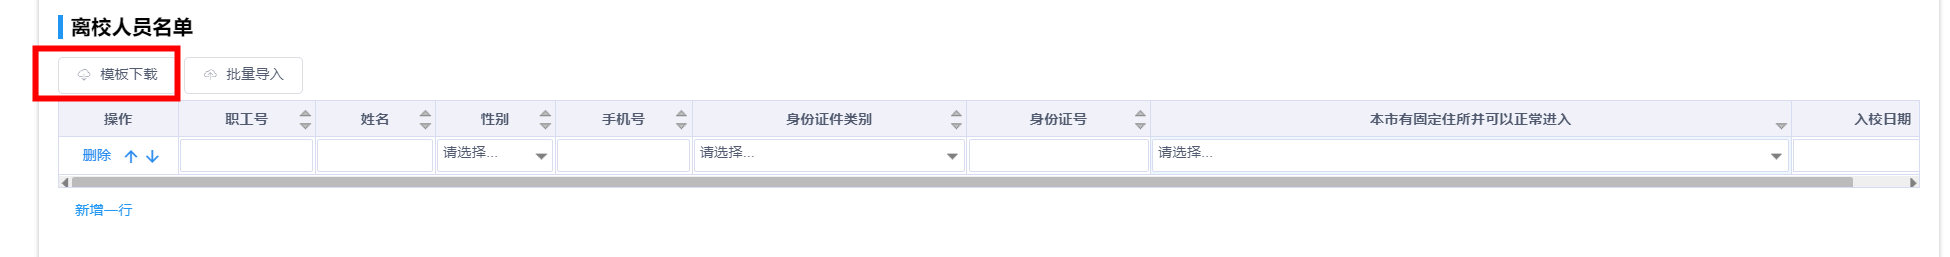 离校人员名单
模板下载 批量导入
操作 职工号 姓名 性别 手机号 身份证件类别 身份证号 本市有固定住所并可以正常进入 入校日期
删除 请选择... 请选择... 请选择...
新增一行